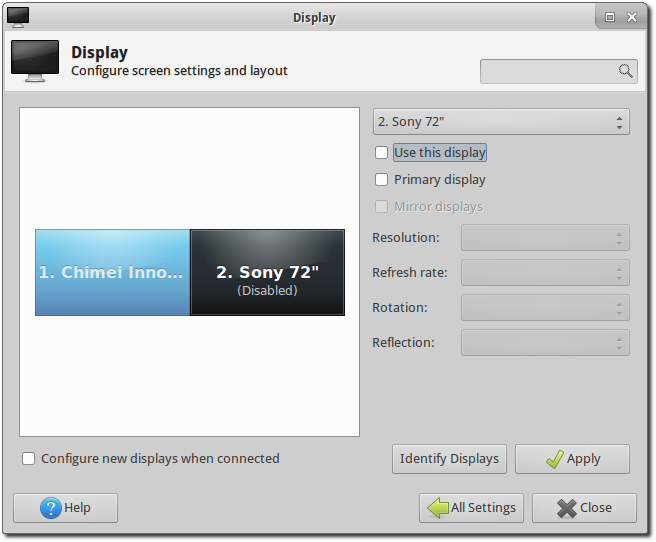 Display
Display
Configure screen settings and layout
2. Sony 72"
Use this display
Primary display
Mirror displays
Resolution:
Refresh rate:
Rotation:
Reflection:
1. Chimei Inno...
2. Sony 72"
(Disabled)
Configure new displays when connected
Identify Displays
Apply
Help
All Settings
Close